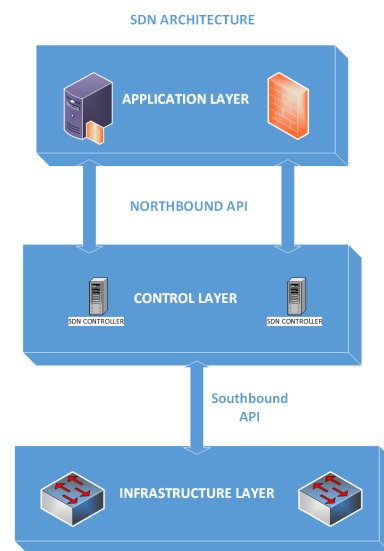 SDN ARCHITECTURE
APPLICATION LAYER
NORTHBOUND API
CONTROL LAYER
SDN CONTROLLER
SDN CONTROLLER
Southbound
API
INFRASTRUCTURE LAYER